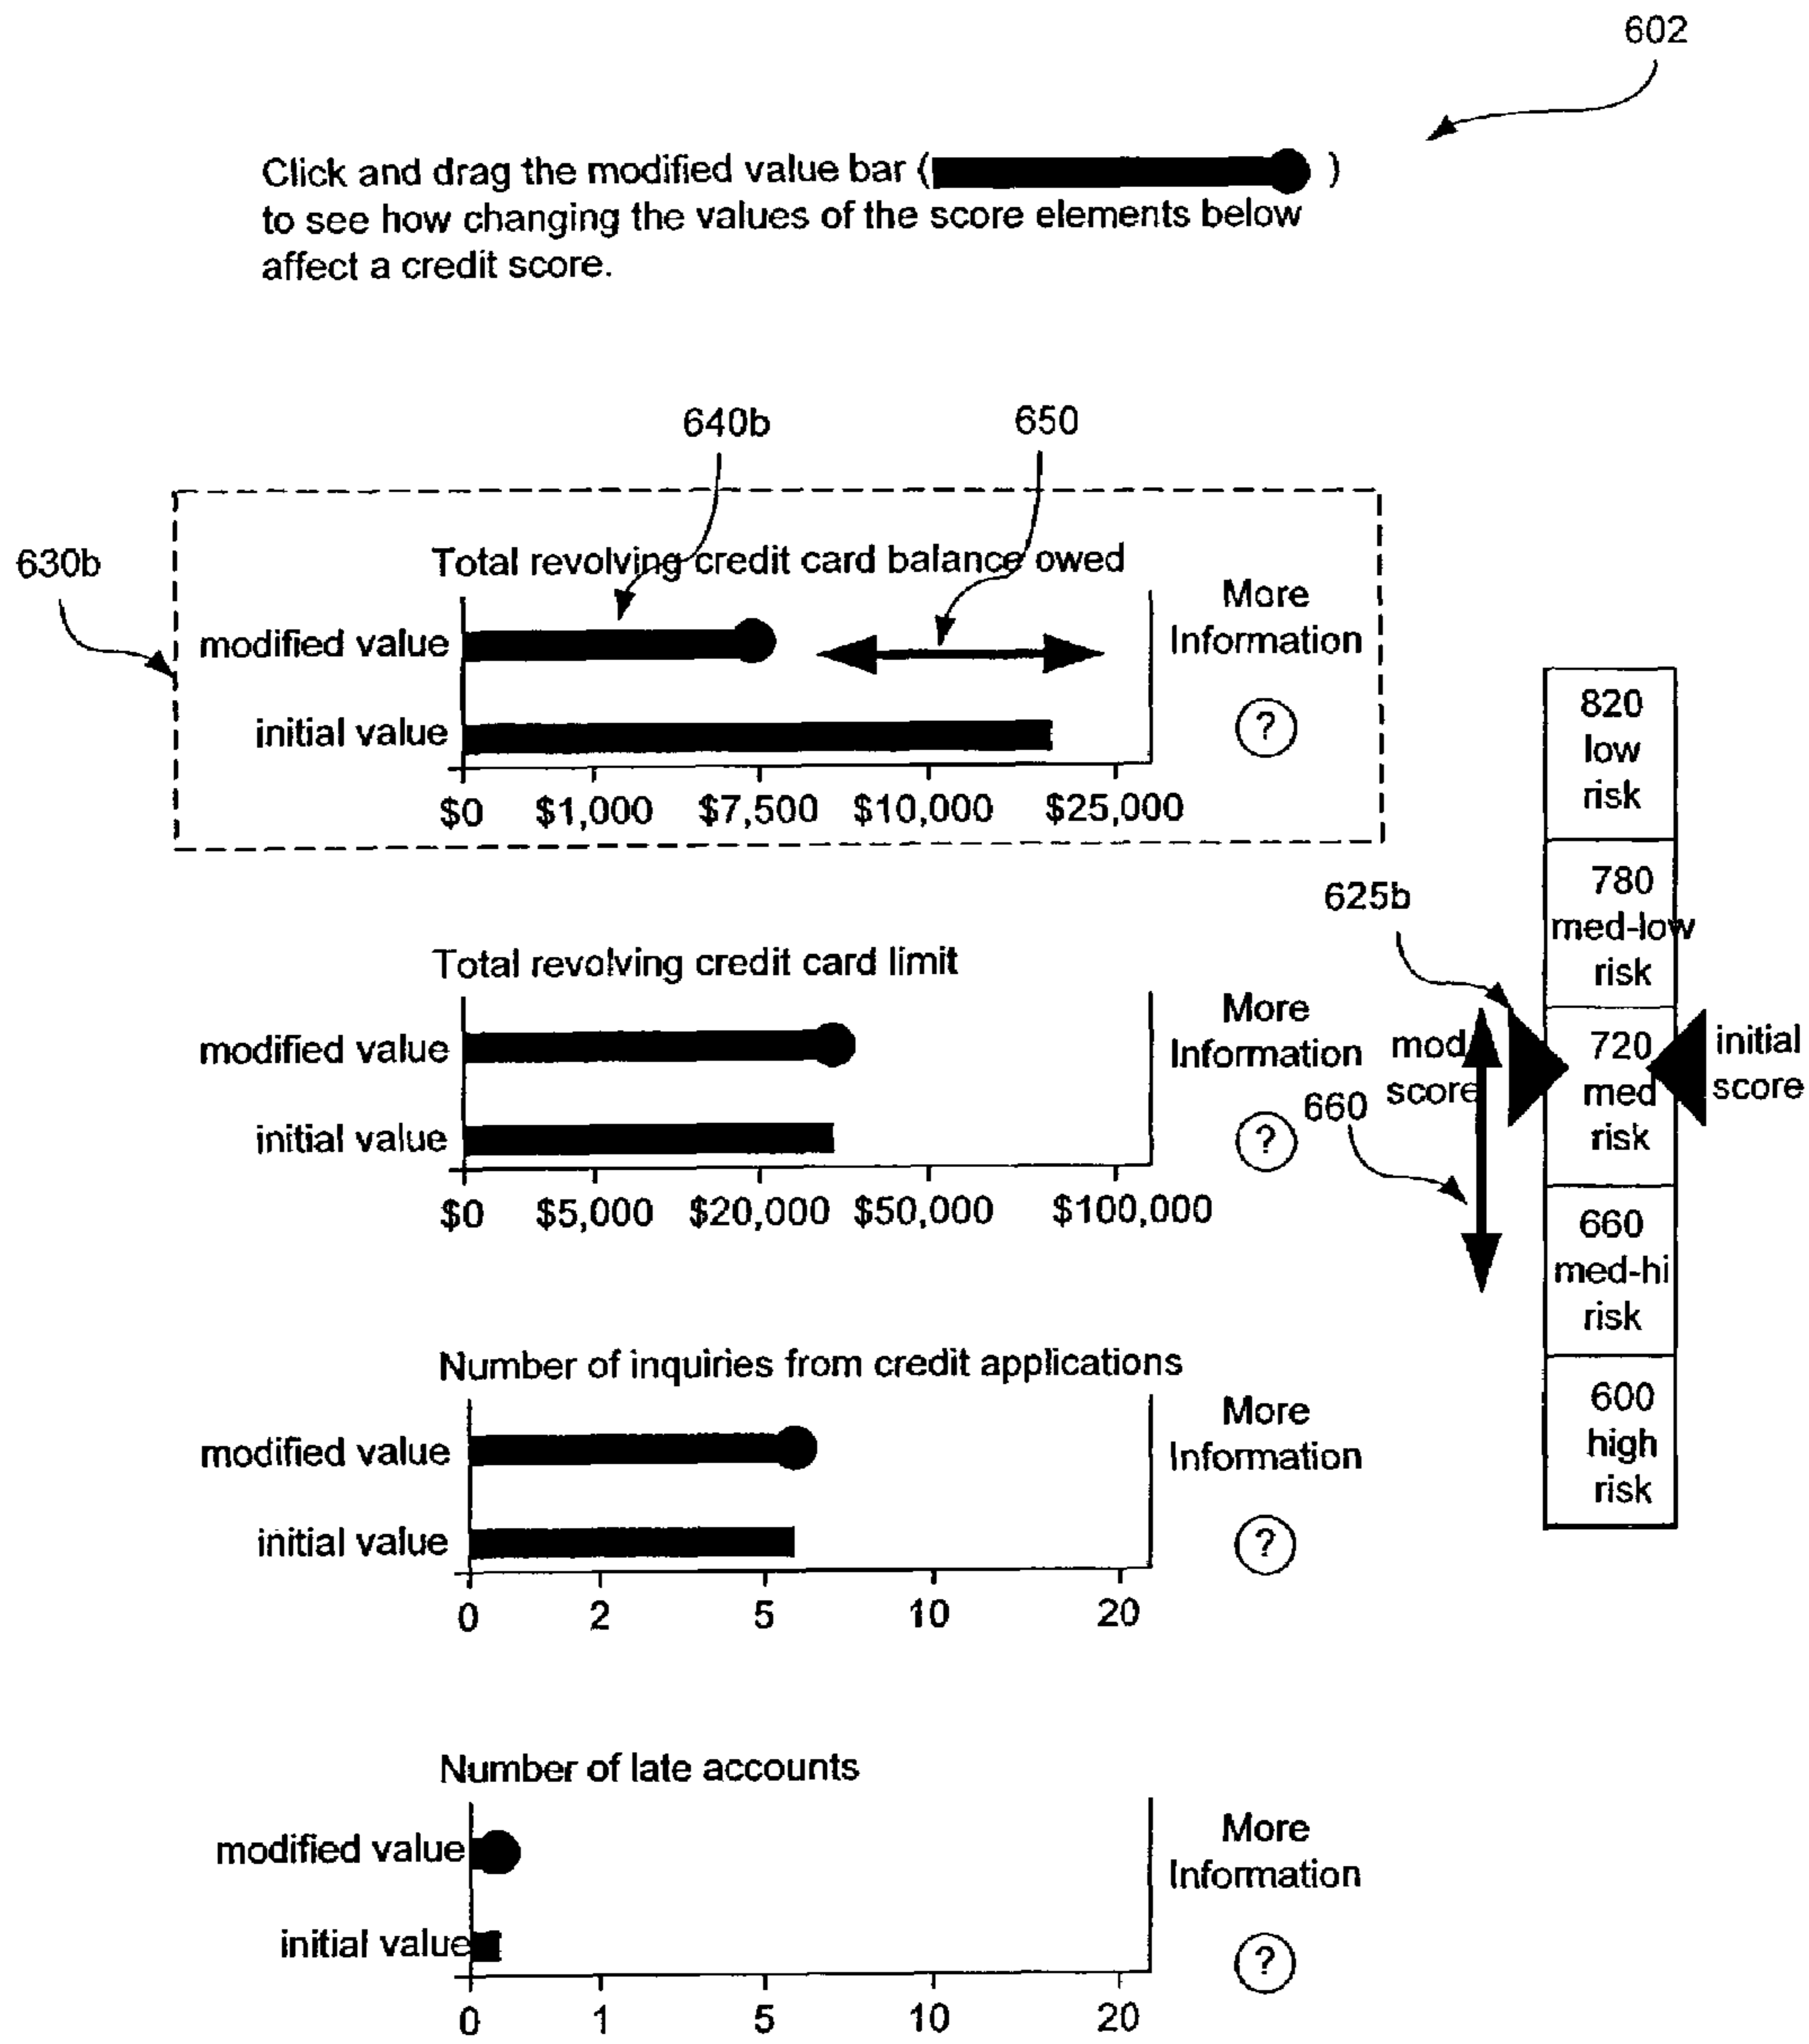 602
Click and drag the modified value bar ( )
to see how changing the values of the score elements below
affect a credit score.
640b
650
630b
Total revolving credit card balance owed
modified value
initial value
$0 $1,000 $7,500 $10,000 $25,000
More
Information
?
Total revolving credit card limit
modified value
initial value
$0 $5,000 $20,000 $50,000 $100,000
More
Information
?
Number of inquiries from credit applications
modified value
initial value
0 2 5 10 20
More
Information
?
Number of late accounts
modified value
initial value
0 1 5 10 20
More
Information
?
625b
mod
score
660
820
low
risk
780
med-low
risk
720
med
risk
660
med-hi
risk
600
high
risk
initial
score